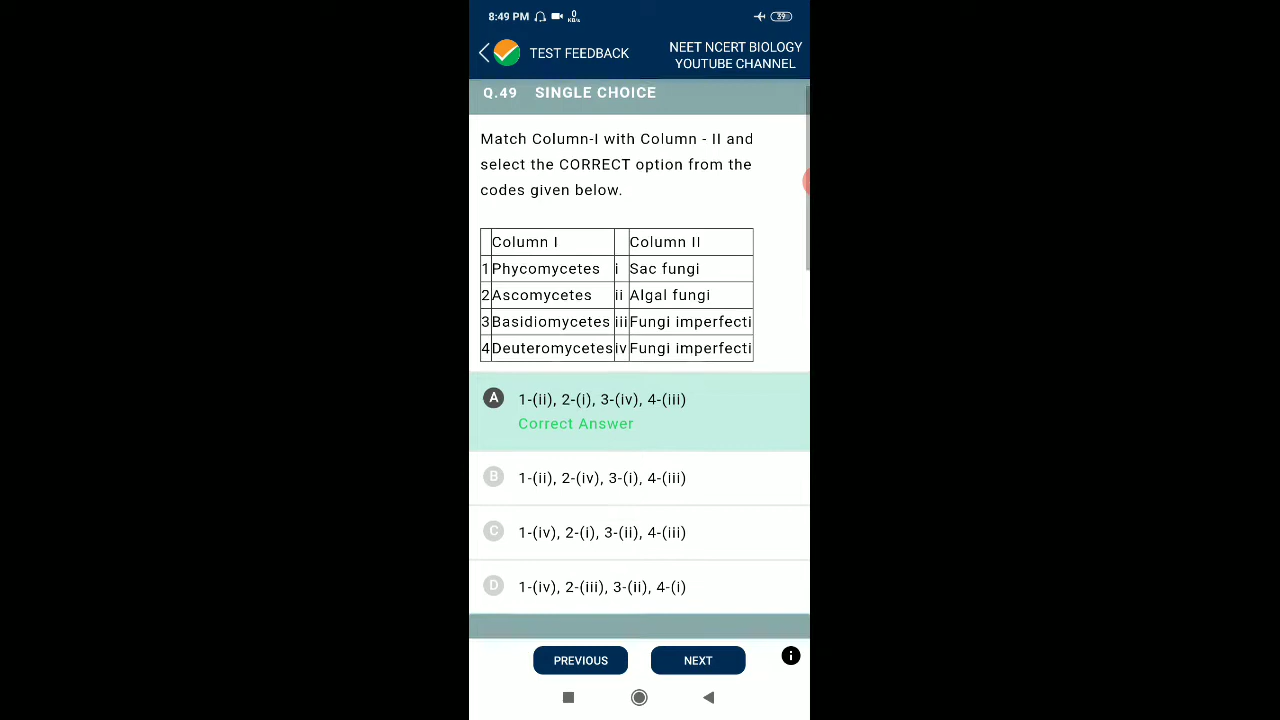 8:49 PM 0 KB/s 39
TEST FEEDBACK NEET NCERT BIOLOGY
YOUTUBE CHANNEL
Q.49 SINGLE CHOICE
Match Column-I with Column - II and
select the CORRECT option from the
codes given below.
Column I Column II
1 Phycomycetes i Sac fungi
2 Ascomycetes ii Algal fungi
3 Basidiomycetes iii Fungi imperfecti
4 Deuteromycetes iv Fungi imperfecti
A 1-(ii), 2-(i), 3-(iv), 4-(iii)
Correct Answer
B 1-(ii), 2-(iv), 3-(i), 4-(iii)
C 1-(iv), 2-(i), 3-(ii), 4-(iii)
D 1-(iv), 2-(iii), 3-(ii), 4-(i)
PREVIOUS NEXT